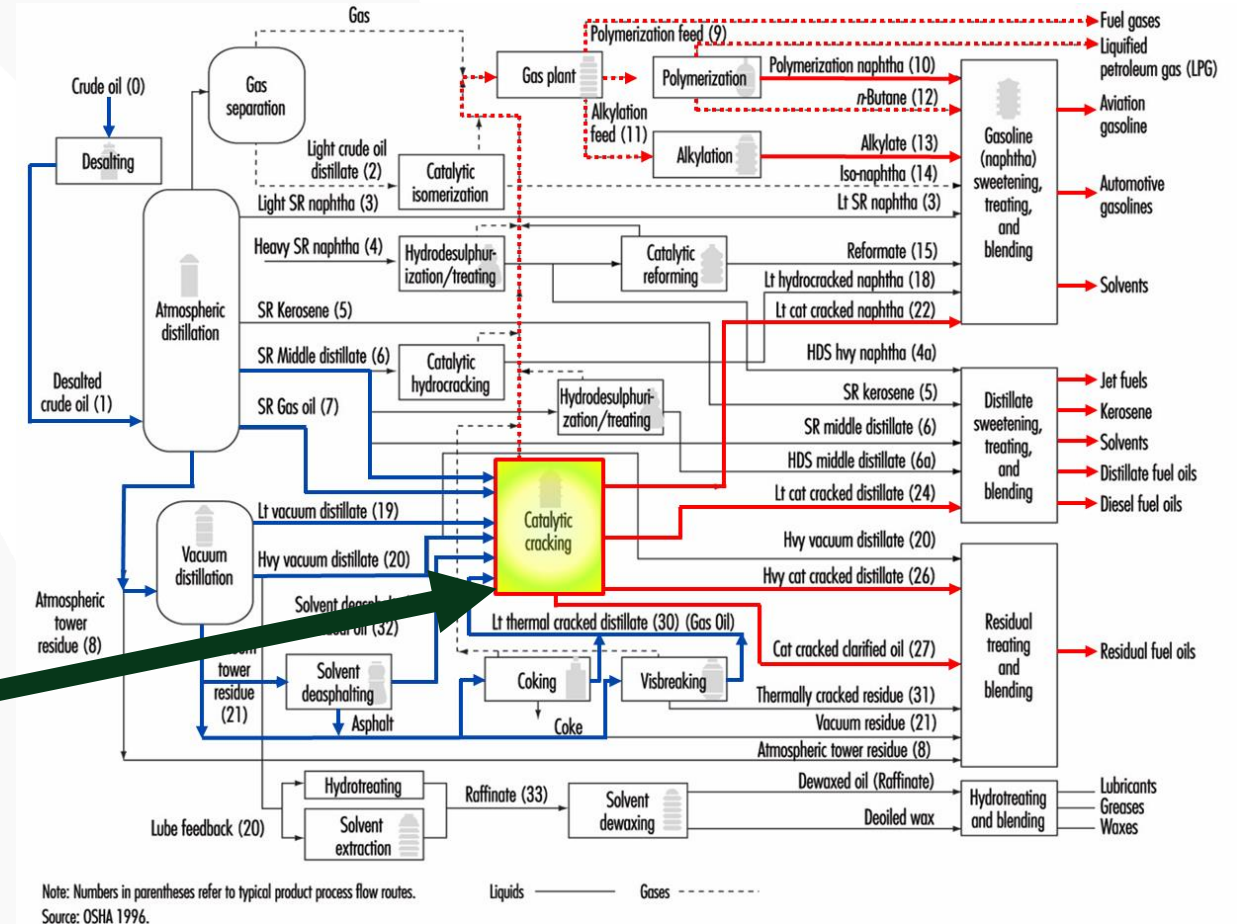 Gas
Fuel gases
Polymerization feed (9)
Liquified
petroleum gas (LPG)
Gas plant
Polymerization
Polymerization naphtha (10)
n-Butane (12)
Crude oil (0)
Gas
separation
Desalting
Alkylation
feed (11)
Alkylation
Alkylate (13)
Aviation
gasoline
Gasoline
(naphtha)
sweetening,
treating,
and
blending
Light crude oil
distillate (2)
Catalytic
isomerization
Iso-naphtha (14)
Automotive
gasolines
Light SR naphtha (3)
Lt SR naphtha (3)
Heavy SR naphtha (4)
Hydrodesulphur-
ization/treating
Catalytic
reforming
Reformate (15)
Lt hydrocracked naphtha (18)
Solvents
Atmospheric
distillation
SR Kerosene (5)
Lt cat cracked naphtha (22)
SR Middle distillate (6)
Catalytic
hydrocracking
HDS hvy naphtha (4a)
Desalted
crude oil (1)
SR Gas oil (7)
Hydrodesulphuri-
zation/treating
SR kerosene (5)
SR middle distillate (6)
HDS middle distillate (6a)
Distillate
sweetening,
treating,
and
blending
Jet fuels
Kerosene
Solvents
Distillate fuel oils
Diesel fuel oils
Lt vacuum distillate (19)
Catalytic
cracking
Lt cat cracked distillate (24)
Vacuum
distillation
Hvy vacuum distillate (20)
Hvy vacuum distillate (20)
Hvy cat cracked distillate (26)
Atmospheric
tower
residue (8)
Solvent
oil (32)
Lt thermal cracked distillate (30) (Gas Oil)
Residual
treating
and
blending
Residual fuel oils
Cat cracked clarified oil (27)
tower
residue
(21)
Solvent
deasphalting
Coking
Visbreaking
Thermally cracked residue (31)
Asphalt
Coke
Vacuum residue (21)
Atmospheric tower residue (8)
Hydrotreating
Raffinate (33)
Dewaxed oil (Raffinate)
Lubricants
Greases
Waxes
Lube feedback (20)
Solvent
extraction
Solvent
dewaxing
Deoiled wax
Hydrotreating
and blending
Note: Numbers in parentheses refer to typical product process flow routes.
Liquids
Gases
Source: OSHA 1996.